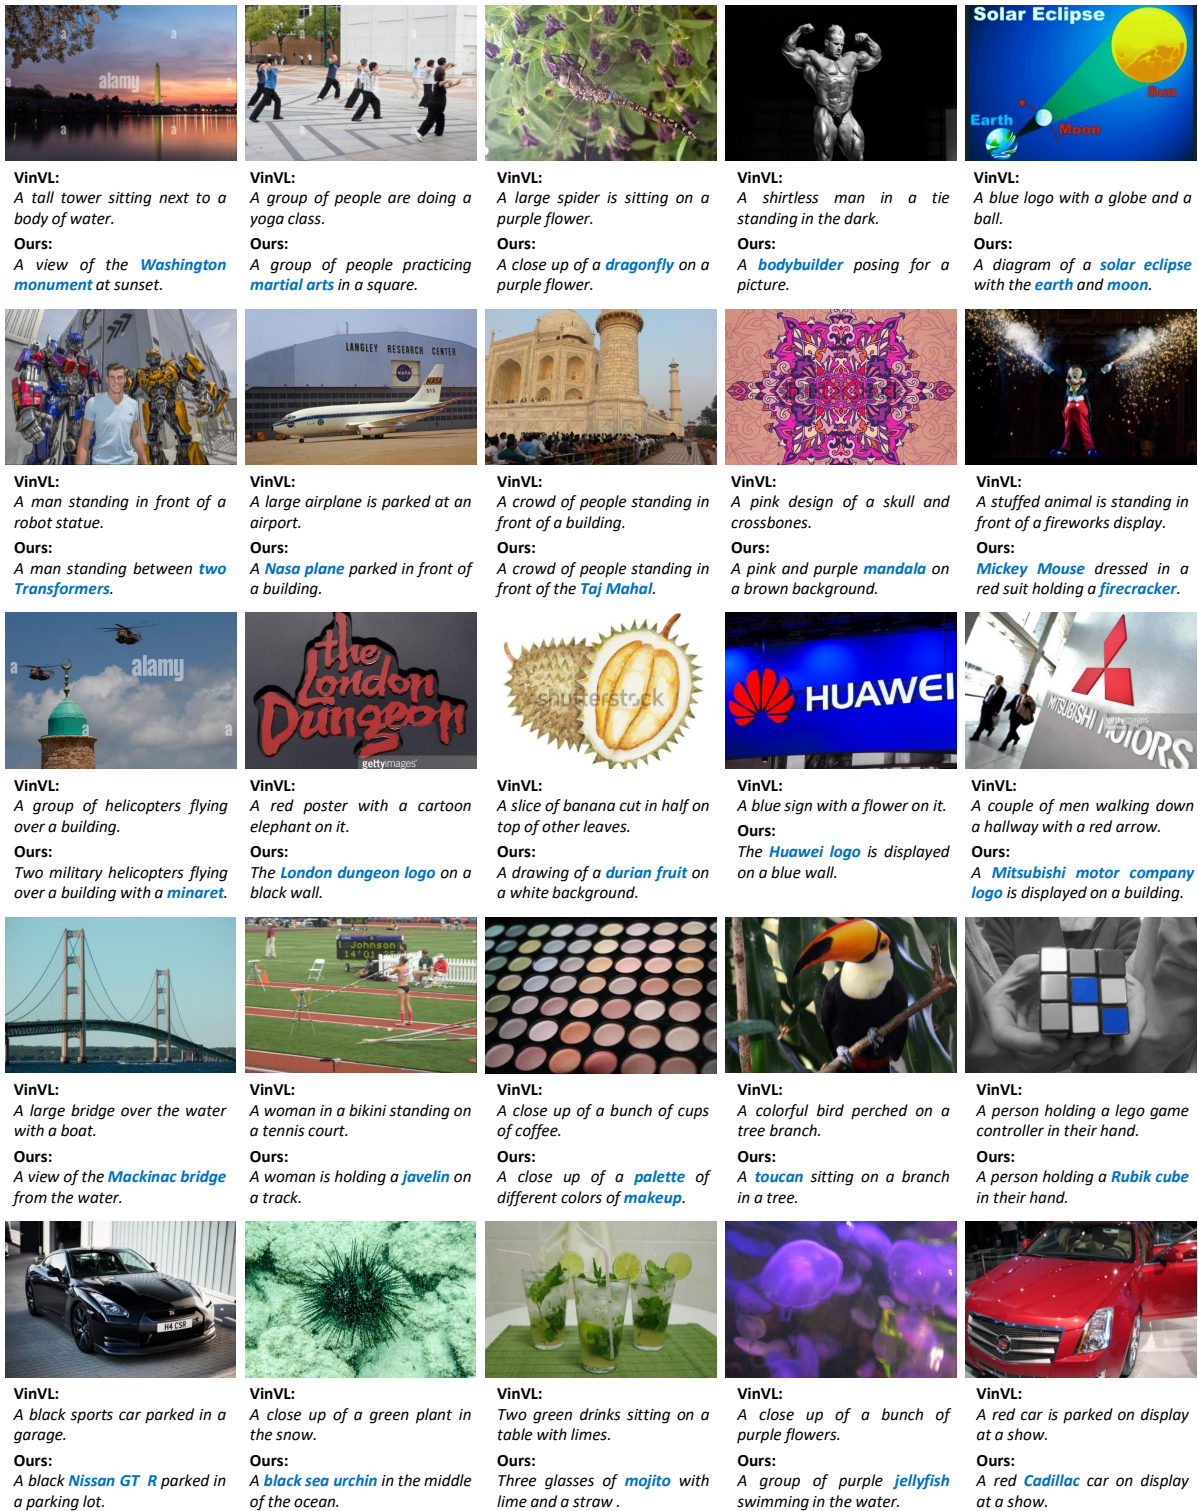 alamy
a
a
a
a
Solar Eclipse
Sun
Earth
Moon
VinVL:
A tall tower sitting next to a
body of water.
Ours:
A view of the Washington
monument at sunset.
VinVL:
A group of people are doing a
yoga class.
Ours:
A group of people practicing
martial arts in a square.
VinVL:
A large spider is sitting on a
purple flower.
Ours:
A close up of a dragonfly on a
purple flower.
VinVL:
A shirtless man in a tie
standing in the dark.
Ours:
A bodybuilder posing for a
picture.
VinVL:
A blue logo with a globe and a
ball.
Ours:
A diagram of a solar eclipse
with the earth and moon.
LANGLEY RESEARCH CENTER
NASA
NASA
515
VinVL:
A man standing in front of a
robot statue.
Ours:
A man standing between two
Transformers.
VinVL:
A large airplane is parked at an
airport.
Ours:
A Nasa plane parked in front of
a building.
VinVL:
A crowd of people standing in
front of a building.
Ours:
A crowd of people standing in
front of the Taj Mahal.
VinVL:
A pink design of a skull and
crossbones.
Ours:
A pink and purple mandala on
a brown background.
VinVL:
A stuffed animal is standing in
front of a fireworks display.
Ours:
Mickey Mouse dressed in a
red suit holding a firecracker.
a
alamy
a
the
London
Dungeon
gettyimages
shutterstock
HUAWEI
MITSUBISHI MOTORS
gettyimages
VinVL:
A group of helicopters flying
over a building.
Ours:
Two military helicopters flying
over a building with a minaret.
VinVL:
A red poster with a cartoon
elephant on it.
Ours:
The London dungeon logo on a
black wall.
VinVL:
A slice of banana cut in half on
top of other leaves.
Ours:
A drawing of a durian fruit on
a white background.
VinVL:
A blue sign with a flower on it.
Ours:
The Huawei logo is displayed
on a blue wall.
VinVL:
A couple of men walking down
a hallway with a red arrow.
Ours:
A Mitsubishi motor company
logo is displayed on a building.
Johnson
VinVL:
A large bridge over the water
with a boat.
Ours:
A view of the Mackinac bridge
from the water.
VinVL:
A woman in a bikini standing on
a tennis court.
Ours:
A woman is holding a javelin on
a track.
VinVL:
A close up of a bunch of cups
of coffee.
Ours:
A close up of a palette of
different colors of makeup.
VinVL:
A colorful bird perched on a
tree branch.
Ours:
A toucan sitting on a branch
in a tree.
VinVL:
A person holding a lego game
controller in their hand.
Ours:
A person holding a Rubik cube
in their hand.
H4 CSR
VinVL:
A black sports car parked in a
garage.
Ours:
A black Nissan GT R parked in
a parking lot.
VinVL:
A close up of a green plant in
the snow.
Ours:
A black sea urchin in the middle
of the ocean.
VinVL:
Two green drinks sitting on a
table with limes.
Ours:
Three glasses of mojito with
lime and a straw .
VinVL:
A close up of a bunch of
purple flowers.
Ours:
A group of purple jellyfish
swimming in the water.
VinVL:
A red car is parked on display
at a show.
Ours:
A red Cadillac car on display
at a show.